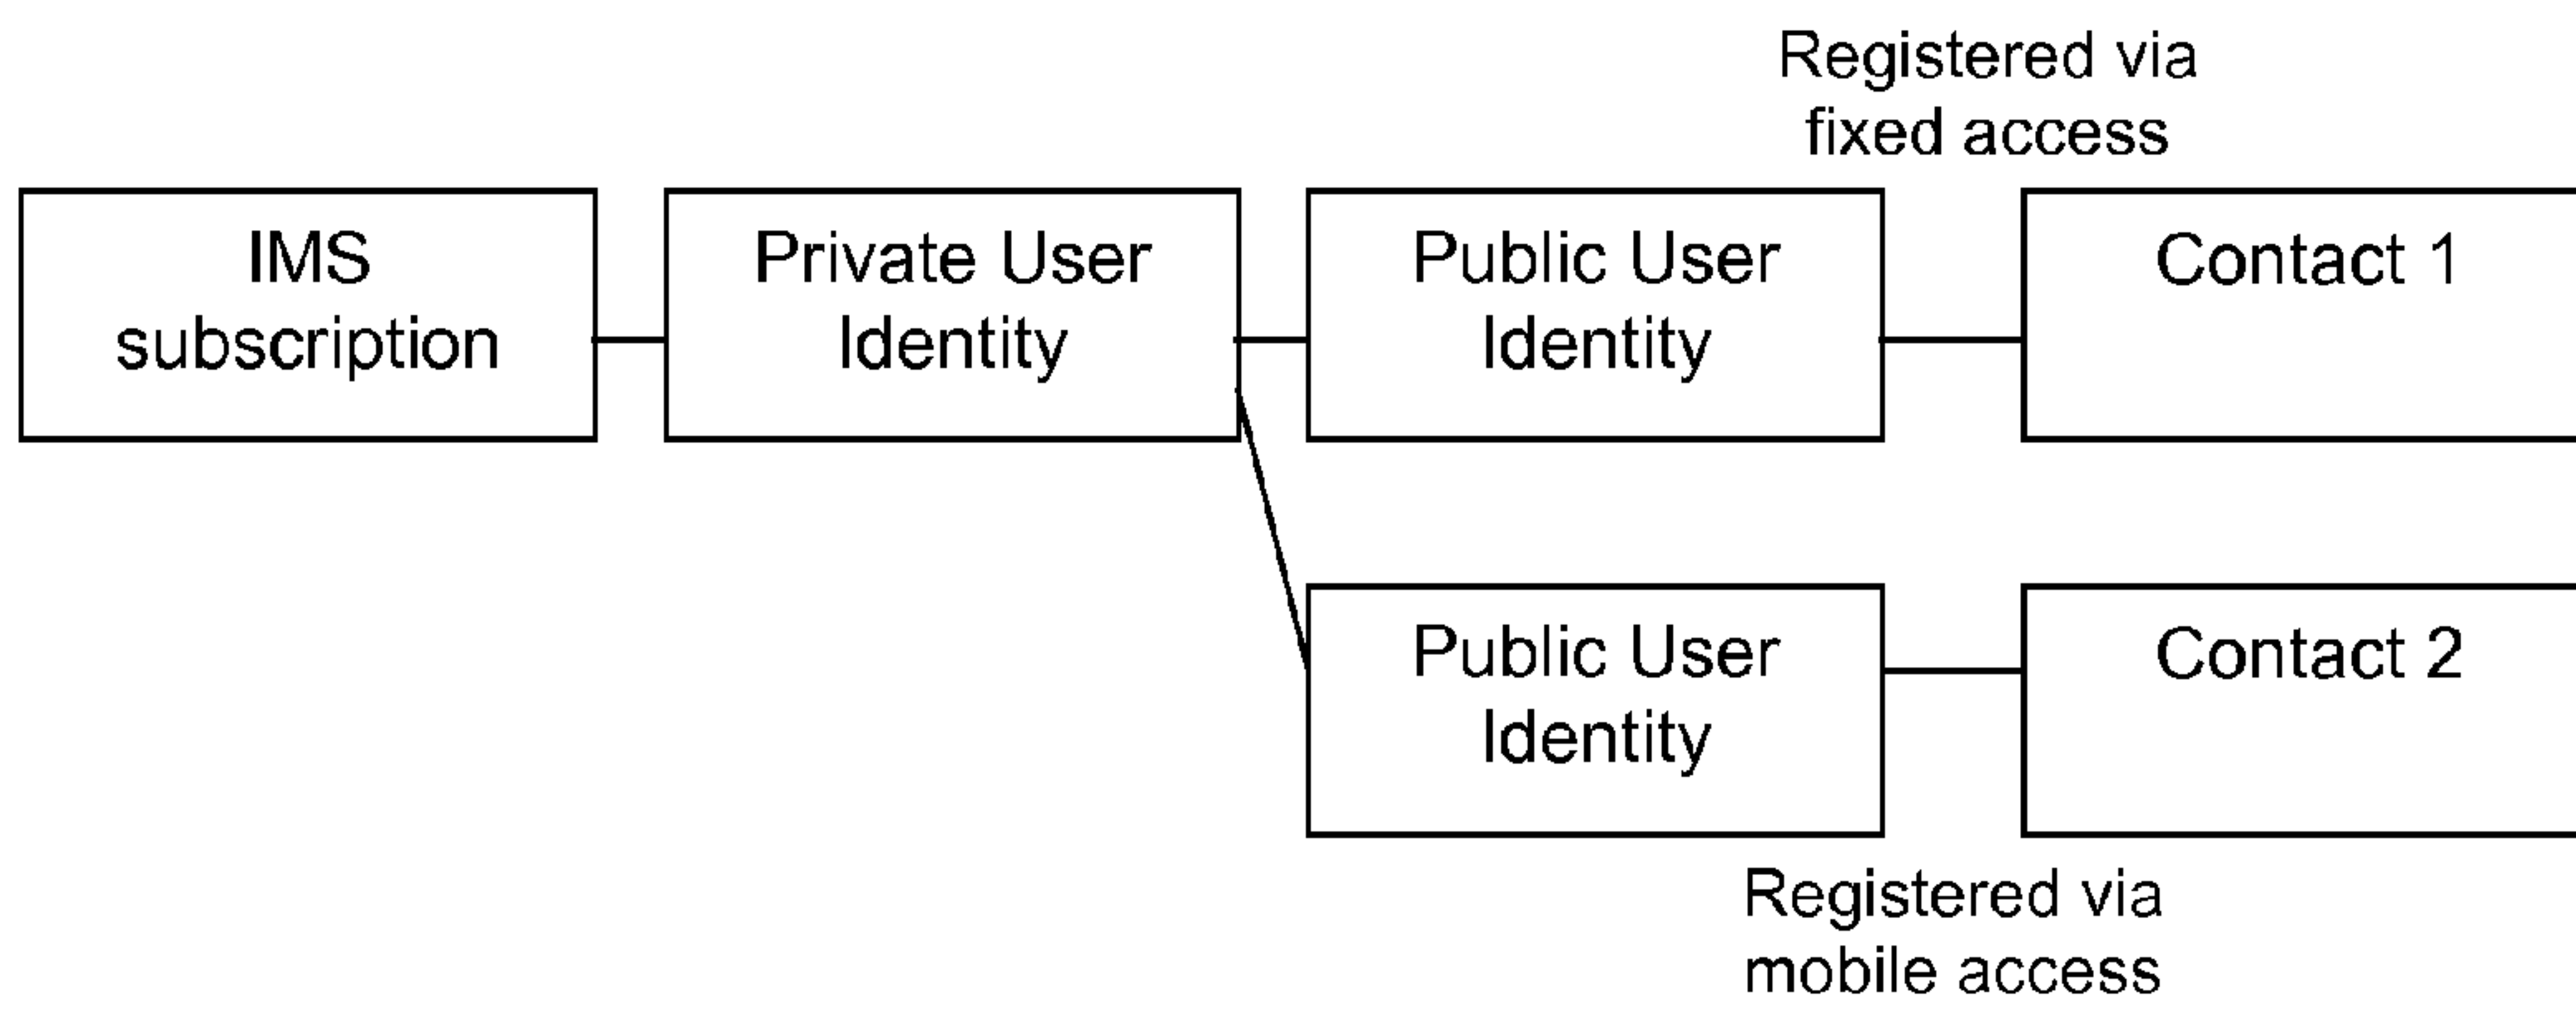 Registered via
fixed access
IMS
subscription
Private User
Identity
Public User
Identity
Contact 1
Public User
Identity
Contact 2
Registered via
mobile access